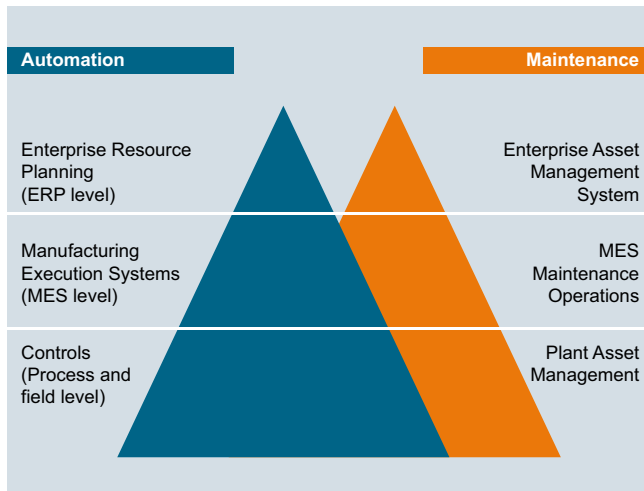 Automation
Maintenance
Enterprise Resource
Planning
(ERP level)
Enterprise Asset
Management
System
Manufacturing
Execution Systems
(MES level)
MES
Maintenance
Operations
Controls
(Process and
field level)
Plant Asset
Management